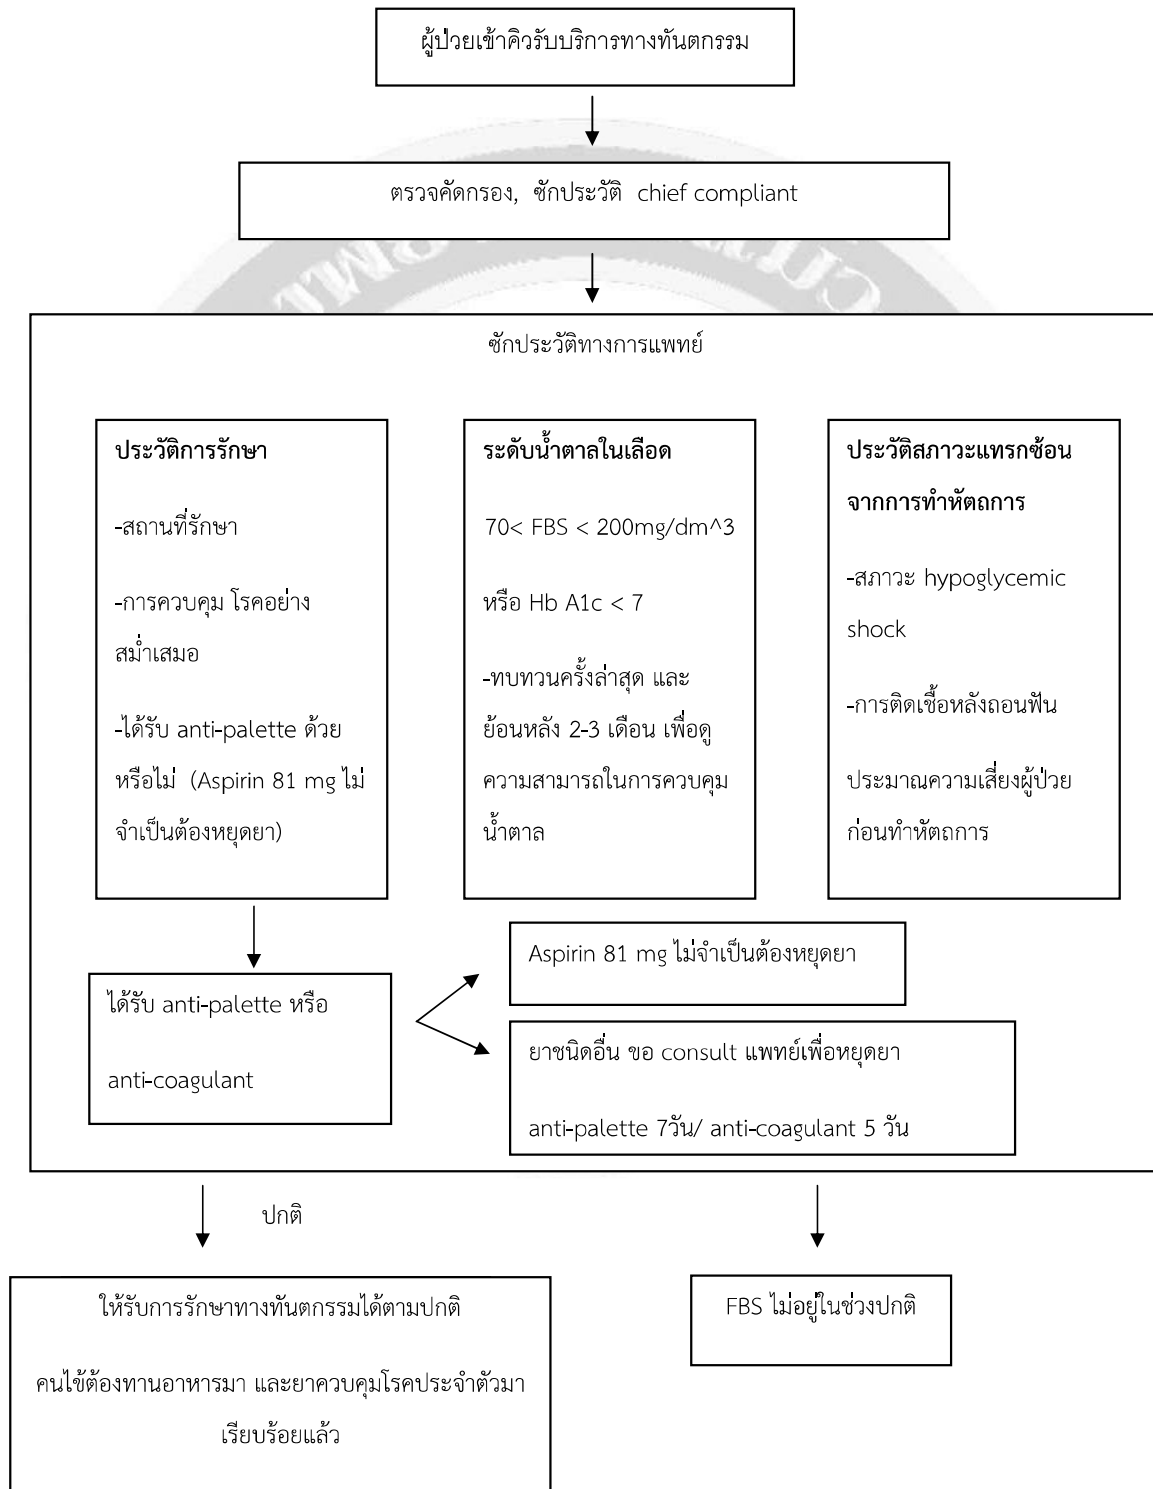 ผู้ป่วยเข้าคิวรับบริการทางทันตกรรม
ตรวจคัดกรอง, ซักประวัติ chief compliant
ซักประวัติทางการแพทย์
ประวัติการรักษา
-สถานที่รักษา
-การควบคุม โรคอย่าง
สม่ำเสมอ
-ได้รับ anti-palette ด้วย
หรือไม่ (Aspirin 81 mg ไม่
จำเป็นต้องหยุดยา)
ระดับน้ำตาลในเลือด
70< FBS < 200mg/dm^3
หรือ Hb A1c < 7
-ทบทวนครั้งล่าสุด และ
ย้อนหลัง 2-3 เดือน เพื่อดู
ความสามารถในการควบคุม
น้ำตาล
ประวัติสภาวะแทรกซ้อน
จากการทำหัตถการ
-สภาวะ hypoglycemic
shock
-การติดเชื้อหลังถอนฟัน
ประมาณความเสี่ยงผู้ป่วย
ก่อนทำหัตถการ
ได้รับ anti-palette หรือ
anti-coagulant
Aspirin 81 mg ไม่จำเป็นต้องหยุดยา
ยาชนิดอื่น ขอ consult แพทย์เพื่อหยุดยา
anti-palette 7วัน/ anti-coagulant 5 วัน
ปกติ
ให้รับการรักษาทางทันตกรรมได้ตามปกติ
คนไข้ต้องทานอาหารมา และยาควบคุมโรคประจำตัวมา
เรียบร้อยแล้ว
FBS ไม่อยู่ในช่วงปกติ